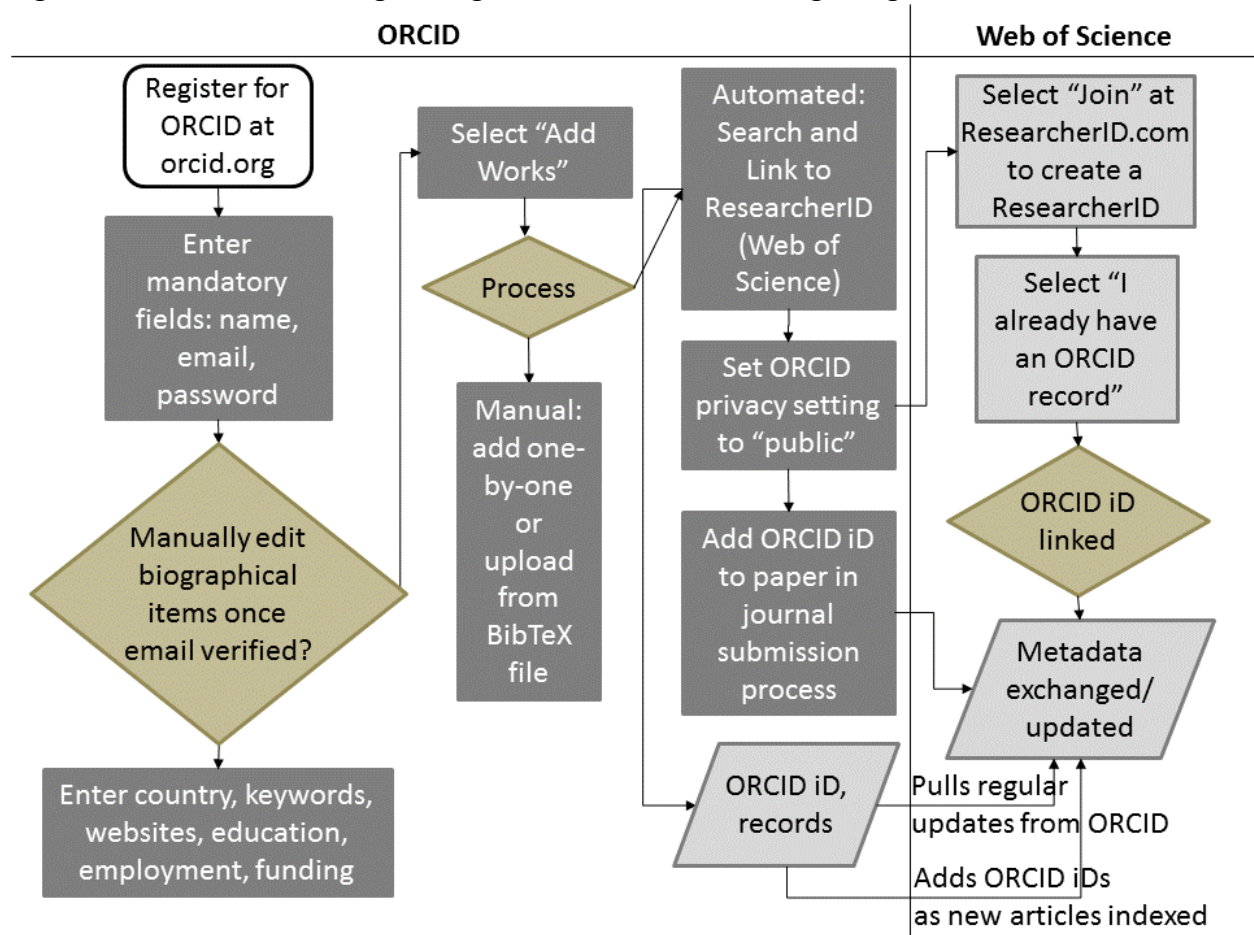 ORCID
Web of Science
Register for
ORCID at
orcid.org
Enter
mandatory
fields: name,
email,
password
Manually edit
biographical
items once
email verified?
Enter country, keywords,
websites, education,
employment, funding
Select “Add
Works”
Process
Manual:
add one-
by-one
or
upload
from
BibTeX
file
Automated:
Search and
Link to
ResearcherID
(Web of
Science)
Set ORCID
privacy setting
to “public”
Add ORCID iD
to paper in
journal
submission
process
ORCID iD,
records
Select “Join” at
ResearcherID.com
to create a
ResearcherID
Select “I
already have
an ORCID
record”
ORCID iD
linked
Metadata
exchanged/
updated
Pulls regular
updates from ORCID
Adds ORCID iDs
as new articles indexed